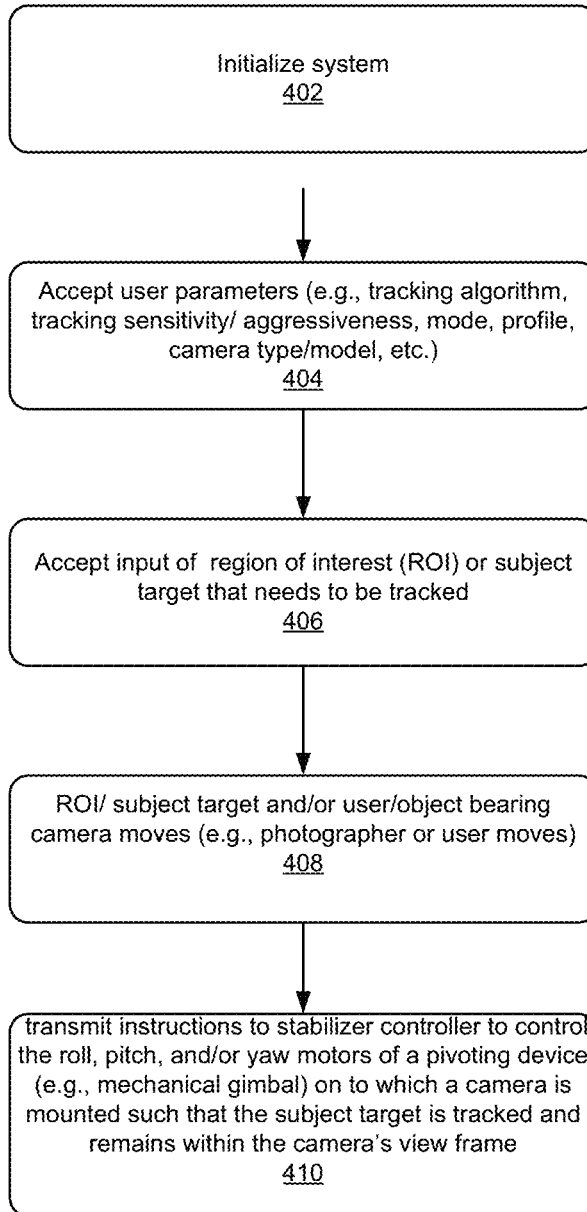 Initialize system
402
Accept user parameters (e.g., tracking algorithm,
tracking sensitivity/ aggressiveness, mode, profile,
camera type/model, etc.)
404
Accept input of region of interest (ROI) or subject
target that needs to be tracked
406
ROI/ subject target and/or user/object bearing
camera moves (e.g., photographer or user moves)
408
transmit instructions to stabilizer controller to control
the roll, pitch, and/or yaw motors of a pivoting device
(e.g., mechanical gimbal) on to which a camera is
mounted such that the subject target is tracked and
remains within the camera's view frame
410